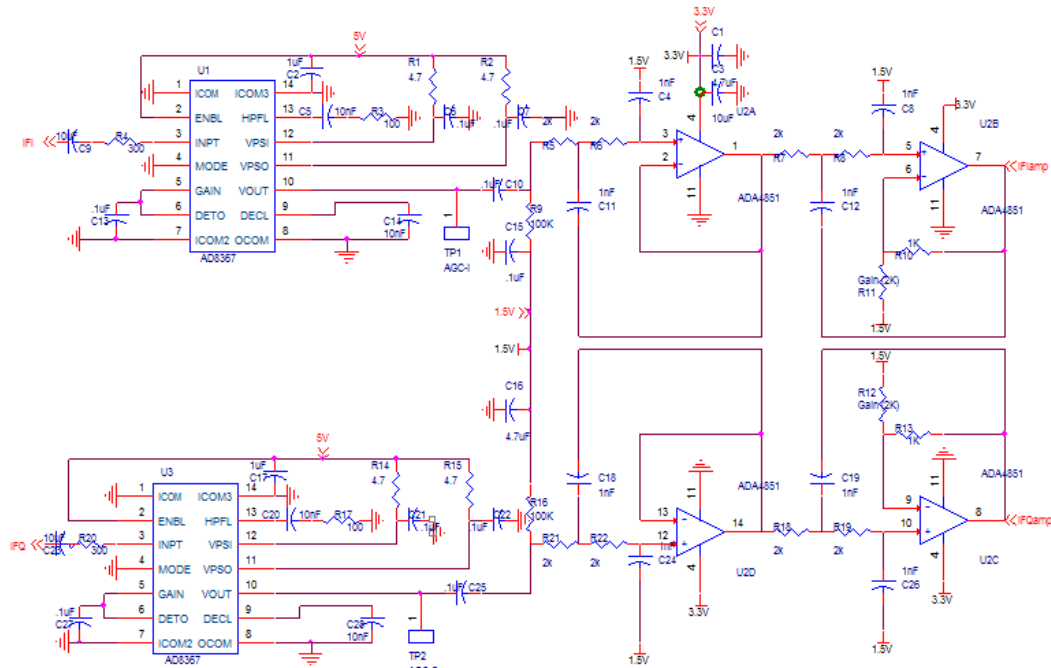 3.3V
5V
C1
3.3V
U1
1uF
C2
R1
4.7
R2
4.7
1.5V
1nF
C4
C3
4.7uF
10uF
U2A
1.5V
1nF
C8
3.3V
U2B
1 ICOM ICOM3 14
2 ENBL HPFL 13
3 INPT VPSI 12
4 MODE VPSO 11
5 GAIN VOUT 10
6 DETO DECL 9
7 ICOM2 OCOM 8
AD8367
C5 10nF R3
100
C6
.1uF
C7
.1uF
IFI
10uF
C9
R4
300
2k
R5
2k
R6
3
2
4
11
1
ADA4851
2k
R7
2k
R8
5
6
4
11
7
IFIamp
ADA4851
.1uF
C13
.1uF
C10
C14
10nF
1
TP1
AGC-I
R9
100K
C15
.1uF
1nF
C11
1nF
C12
1K
R10
Gain(2K)
R11
1.5V
1.5V
1.5V
1.5V
C16
4.7uF
R12
Gain(2K)
R13
1K
5V
U3
1uF
C17
R14
4.7
R15
4.7
C18
1nF
C19
1nF
11
ADA4851
11
ADA4851
1 ICOM ICOM3 14
2 ENBL HPFL 13
3 INPT VPSI 12
4 MODE VPSO 11
5 GAIN VOUT 10
6 DETO DECL 9
7 ICOM2 OCOM 8
AD8367
C20 10nF R17
100
.1uF
.1uF
C22
R16
100K
IFQ
10uF
R20
300
R21
2k
R22
2k
13
12
14
4
U2D
3.3V
R18
2k
R19
2k
9
10
8
4
U2C
3.3V
IFQamp
C24
1nF
C26
1.5V
1.5V
.1uF
C27
.1uF
C25
10nF
1
TP2